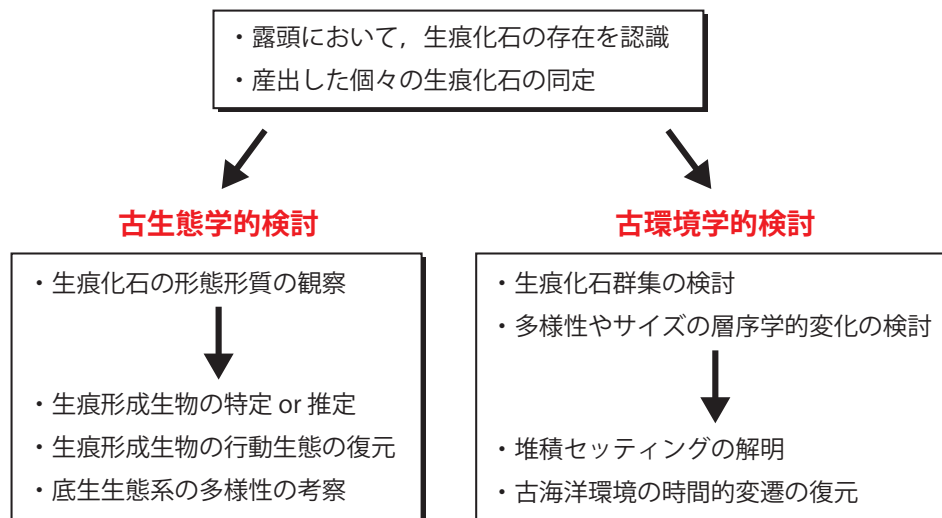 ・露頭において，生痕化石の存在を認識
・産出した個々の生痕化石の同定
古生態学的検討
・生痕化石の形態形質の観察
・生痕形成生物の特定 or 推定
・生痕形成生物の行動生態の復元
・底生生態系の多様性の考察
古環境学的検討
・生痕化石群集の検討
・多様性やサイズの層序学的変化の検討
・堆積セッティングの解明
・古海洋環境の時間的変遷の復元